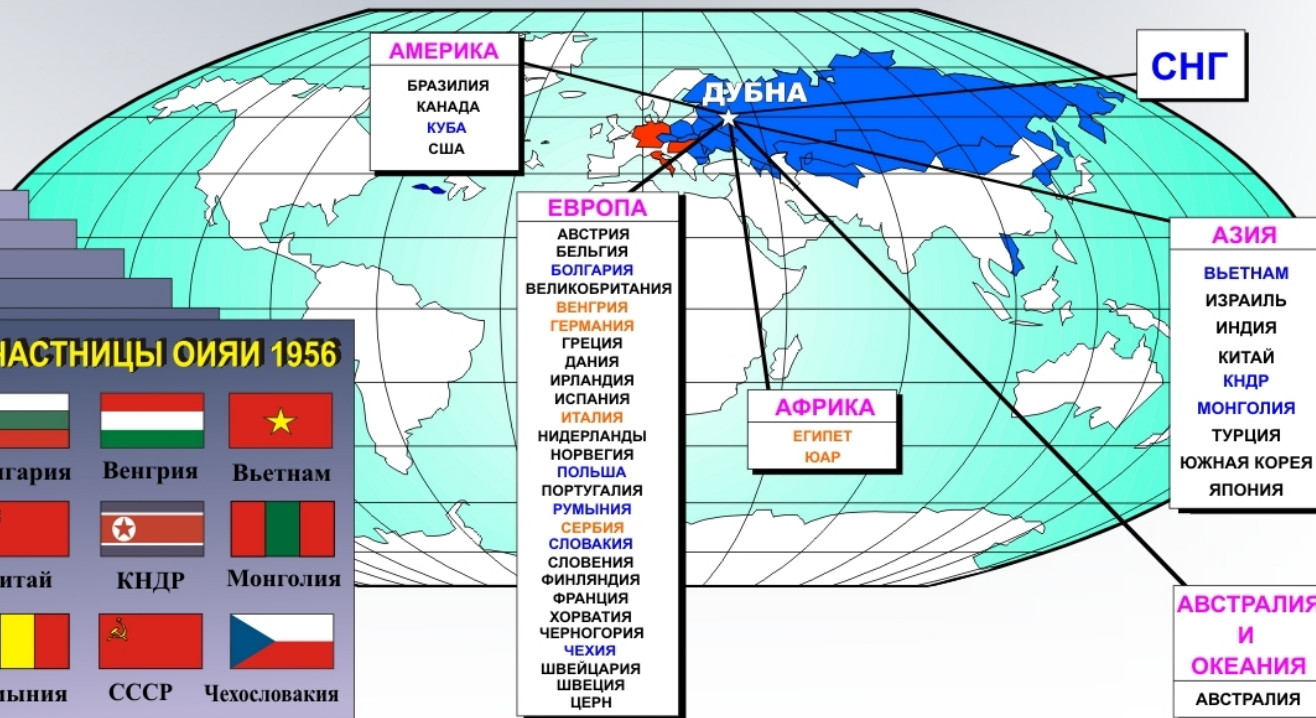 АМЕРИКА
БРАЗИЛИЯ
КАНАДА
КУБА
США
ДУБНА
СНГ
ЕВРОПА
АВСТРИЯ
БЕЛЬГИЯ
БОЛГАРИЯ
ВЕЛИКОБРИТАНИЯ
ВЕНГРИЯ
ГЕРМАНИЯ
ГРЕЦИЯ
ДАНИЯ
ИРЛАНДИЯ
ИСПАНИЯ
ИТАЛИЯ
НИДЕРЛАНДЫ
НОРВЕГИЯ
ПОЛЬША
ПОРТУГАЛИЯ
РУМЫНИЯ
СЕРБИЯ
СЛОВАКИЯ
СЛОВЕНИЯ
ФИНЛЯНДИЯ
ФРАНЦИЯ
ХОРВАТИЯ
ЧЕРНОГОРИЯ
ЧЕХИЯ
ШВЕЙЦАРИЯ
ШВЕЦИЯ
ЦЕРН
АФРИКА
ЕГИПЕТ
ЮАР
АЗИЯ
ВЬЕТНАМ
ИЗРАИЛЬ
ИНДИЯ
КИТАЙ
КНДР
МОНГОЛИЯ
ТУРЦИЯ
ЮЖНАЯ КОРЕЯ
ЯПОНИЯ
АВСТРАЛИЯ
И
ОКЕАНИЯ
АВСТРАЛИЯ
ЧАСТНИЦЫ ОИЯИ 1956
гария Венгрия Вьетнам
итай КНДР Монголия
мыния СССР Чехословакия